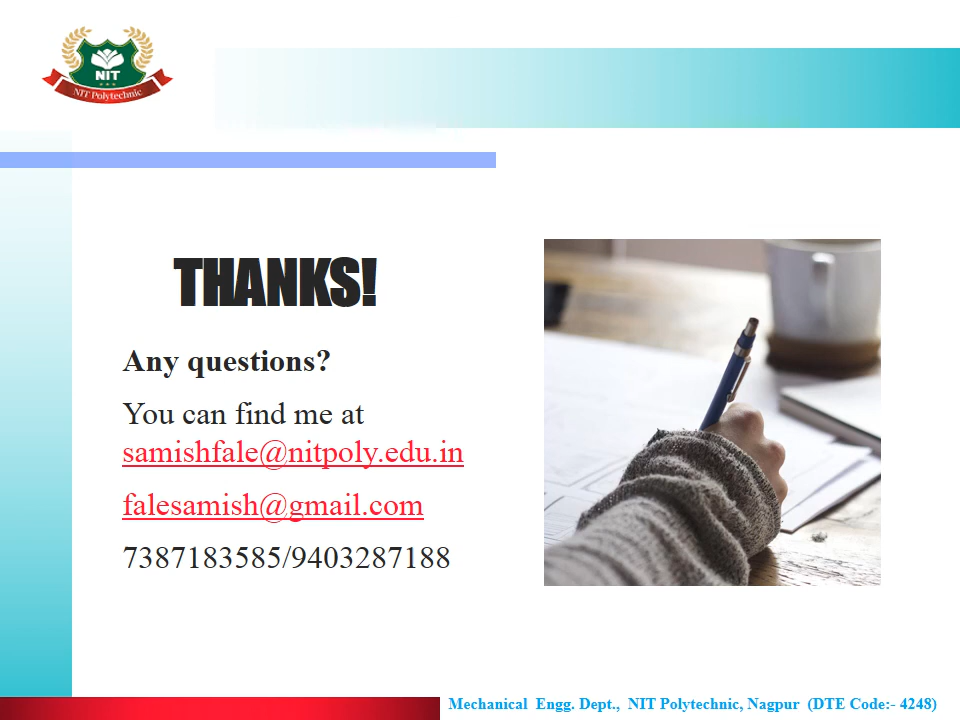 NIT
NIT Polytechnic
THANKS!
Any questions?
You can find me at
samishfale@nitpoly.edu.in
falesamish@gmail.com
7387183585/9403287188
Mechanical Engg. Dept., NIT Polytechnic, Nagpur (DTE Code:- 4248)